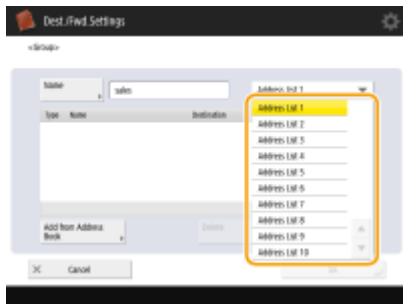 Dest./Fwd Settings
<Group>
Name
sales
Address List 1
Type Name Destination
Address List 1
Address List 2
Address List 3
Address List 4
Address List 5
Address List 6
Address List 7
Address List 8
Address List 9
Address List 10
Add from Address
Book
Delete
Cancel
OK